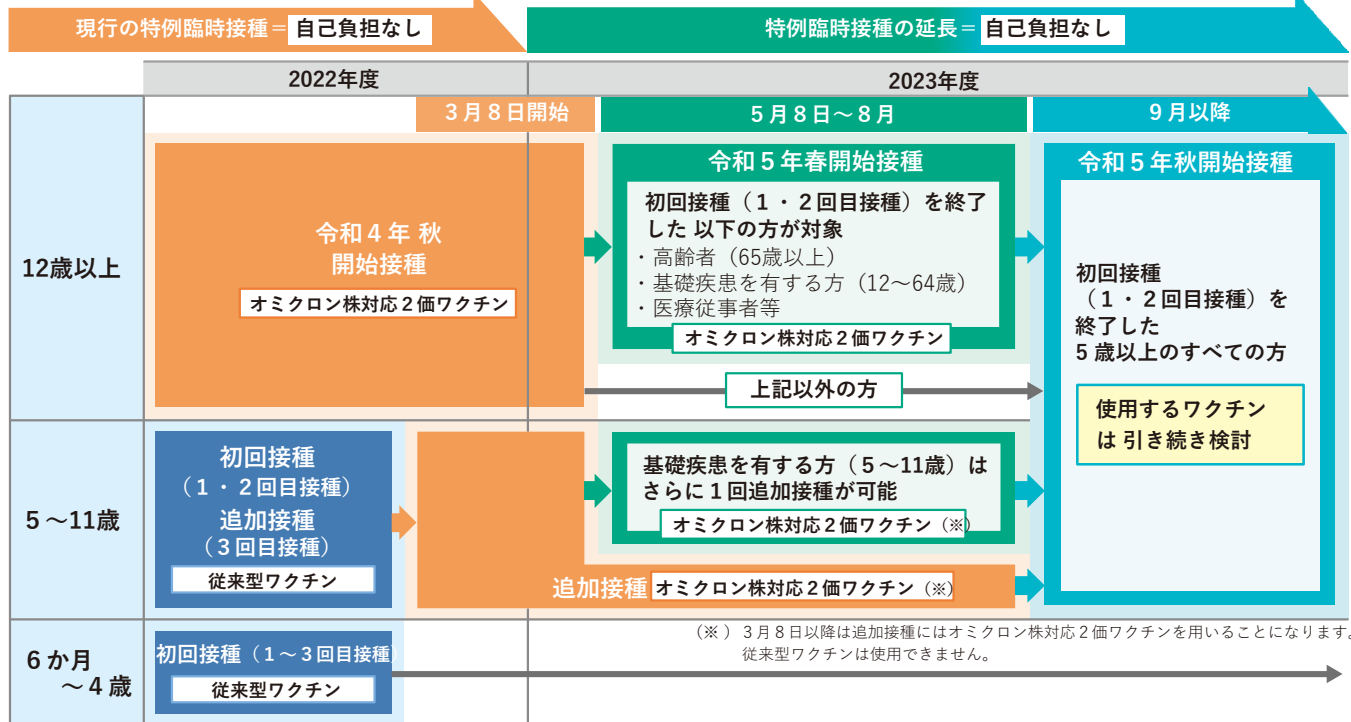 現行の特例臨時接種＝ 自己負担なし
特例臨時接種の延長＝ 自己負担なし
2022年度
2023年度
３月８日開始
５月８日～８月
９月以降
12歳以上
令和４年 秋
開始接種
オミクロン株対応２価ワクチン
令和５年春開始接種
初回接種（１・２回目接種）を終了
した 以下の方が対象
・高齢者（65歳以上）
・基礎疾患を有する方（12～64歳）
・医療従事者等
オミクロン株対応２価ワクチン
上記以外の方
令和５年秋開始接種
初回接種
（１・２回目接種）を
終了した
５歳以上のすべての方
使用するワクチン
は 引き続き検討
５～11歳
初回接種
（１・２回目接種）
追加接種
（３回目接種）
従来型ワクチン
基礎疾患を有する方（５～11歳）は
さらに１回追加接種が可能
オミクロン株対応２価ワクチン（※）
追加接種 オミクロン株対応２価ワクチン（※）
（※）３月８日以降は追加接種にはオミクロン株対応２価ワクチンを用いることになります。
従来型ワクチンは使用できません。
６か月
～４歳
初回接種（１～３回目接種）
従来型ワクチン